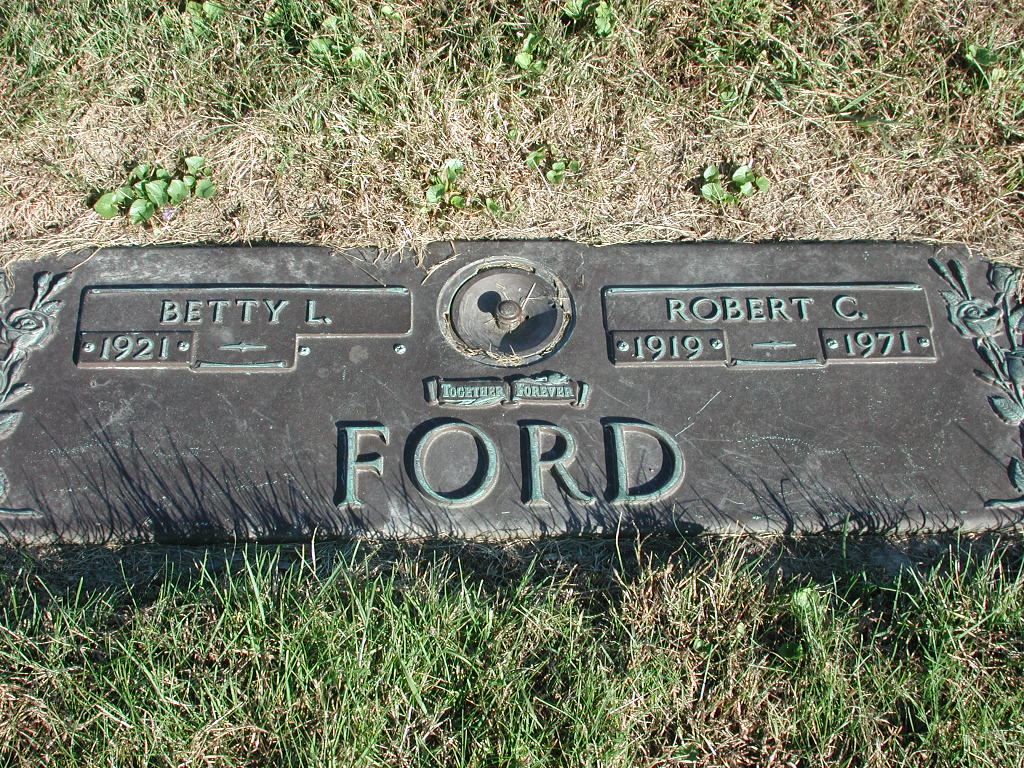 BETTY L.
1921
ROBERT C.
1919 1971
TOGETHER FOREVER
FORD